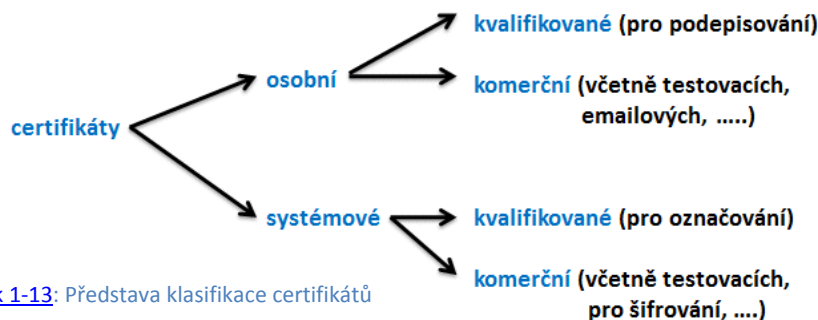 kvalifikované (pro podepisování)
osobní
komerční (včetně testovacích,
emailových, .....)
certifikáty
systémové
kvalifikované (pro označování)
komerční (včetně testovacích,
pro šifrování, ....)
k 1-13: Představa klasifikace certifikátů